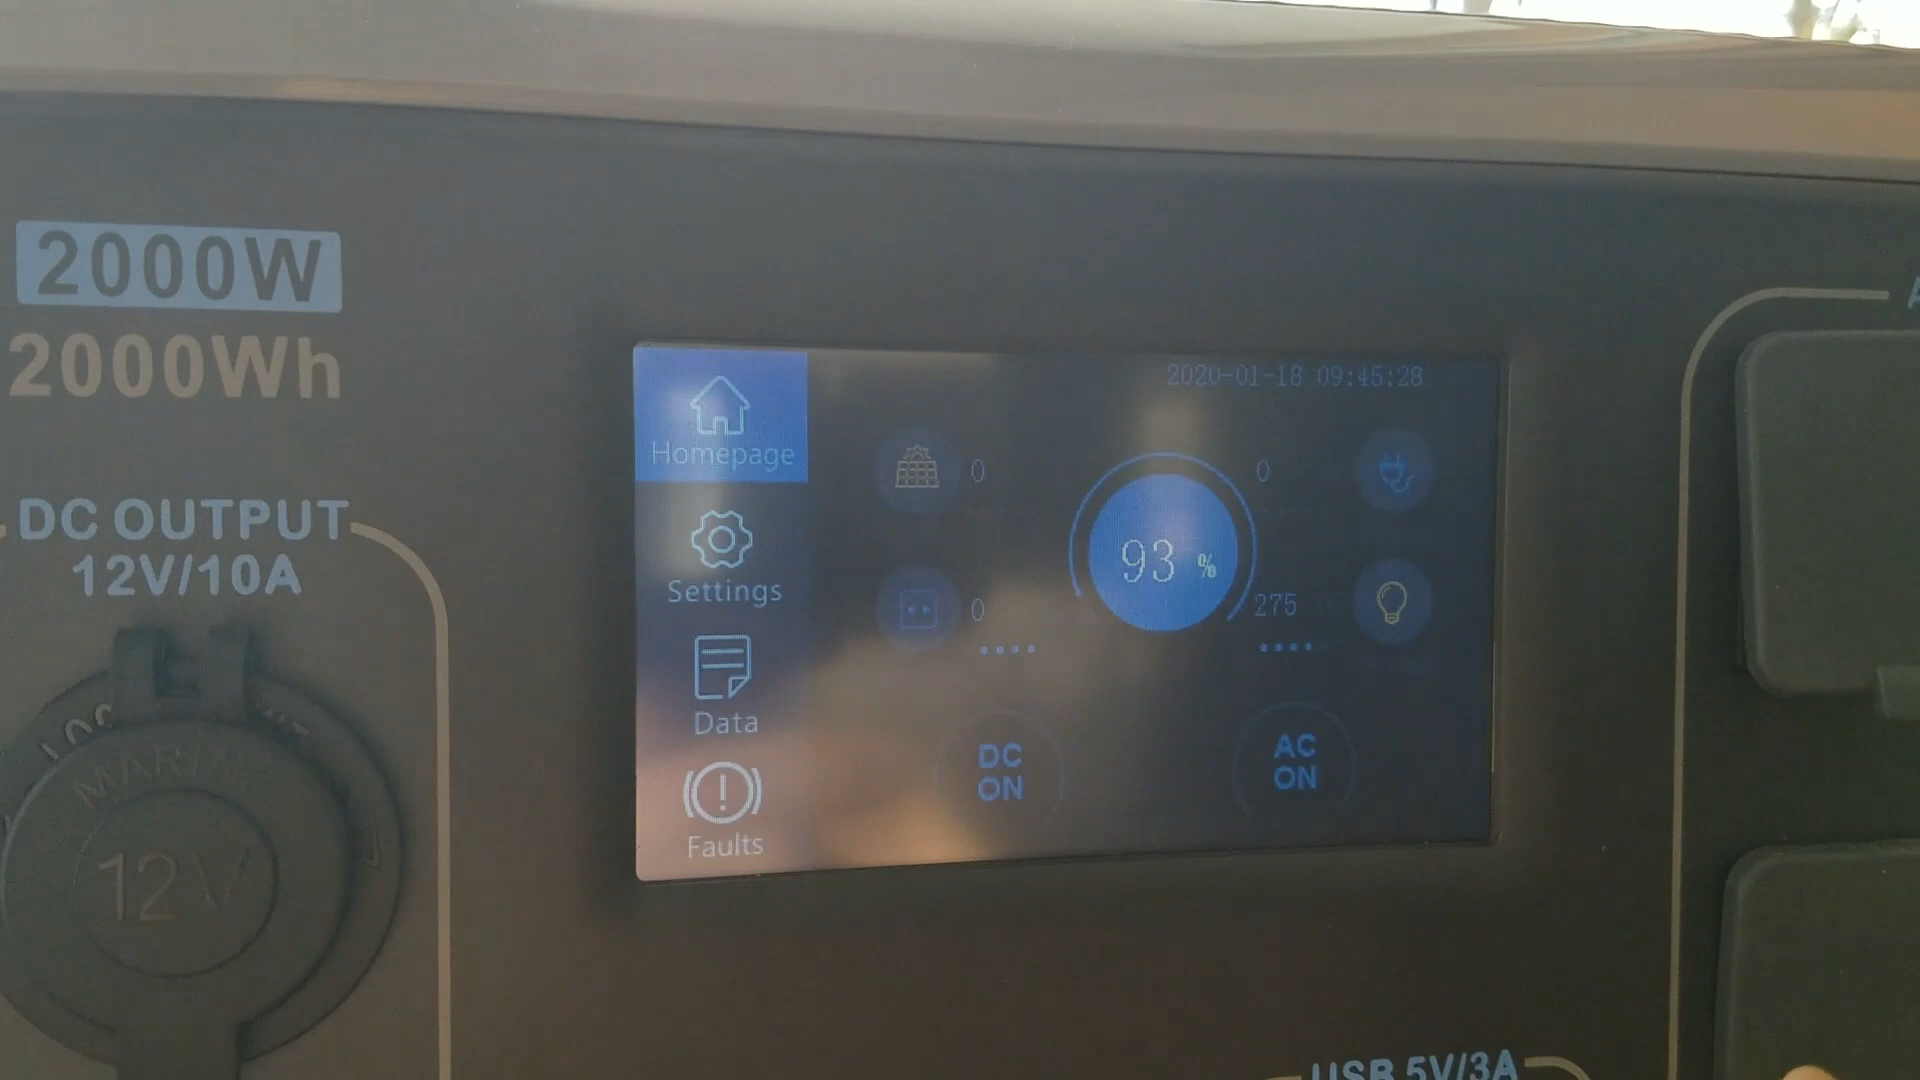 2000W
2000Wh
DC OUTPUT
12V/10A
MARI
12V
2020-01-18 09:45:28
Homepage
Settings
Data
Faults
0
0
93 %
0
275
DC
ON
AC
ON
USB 5V/3A